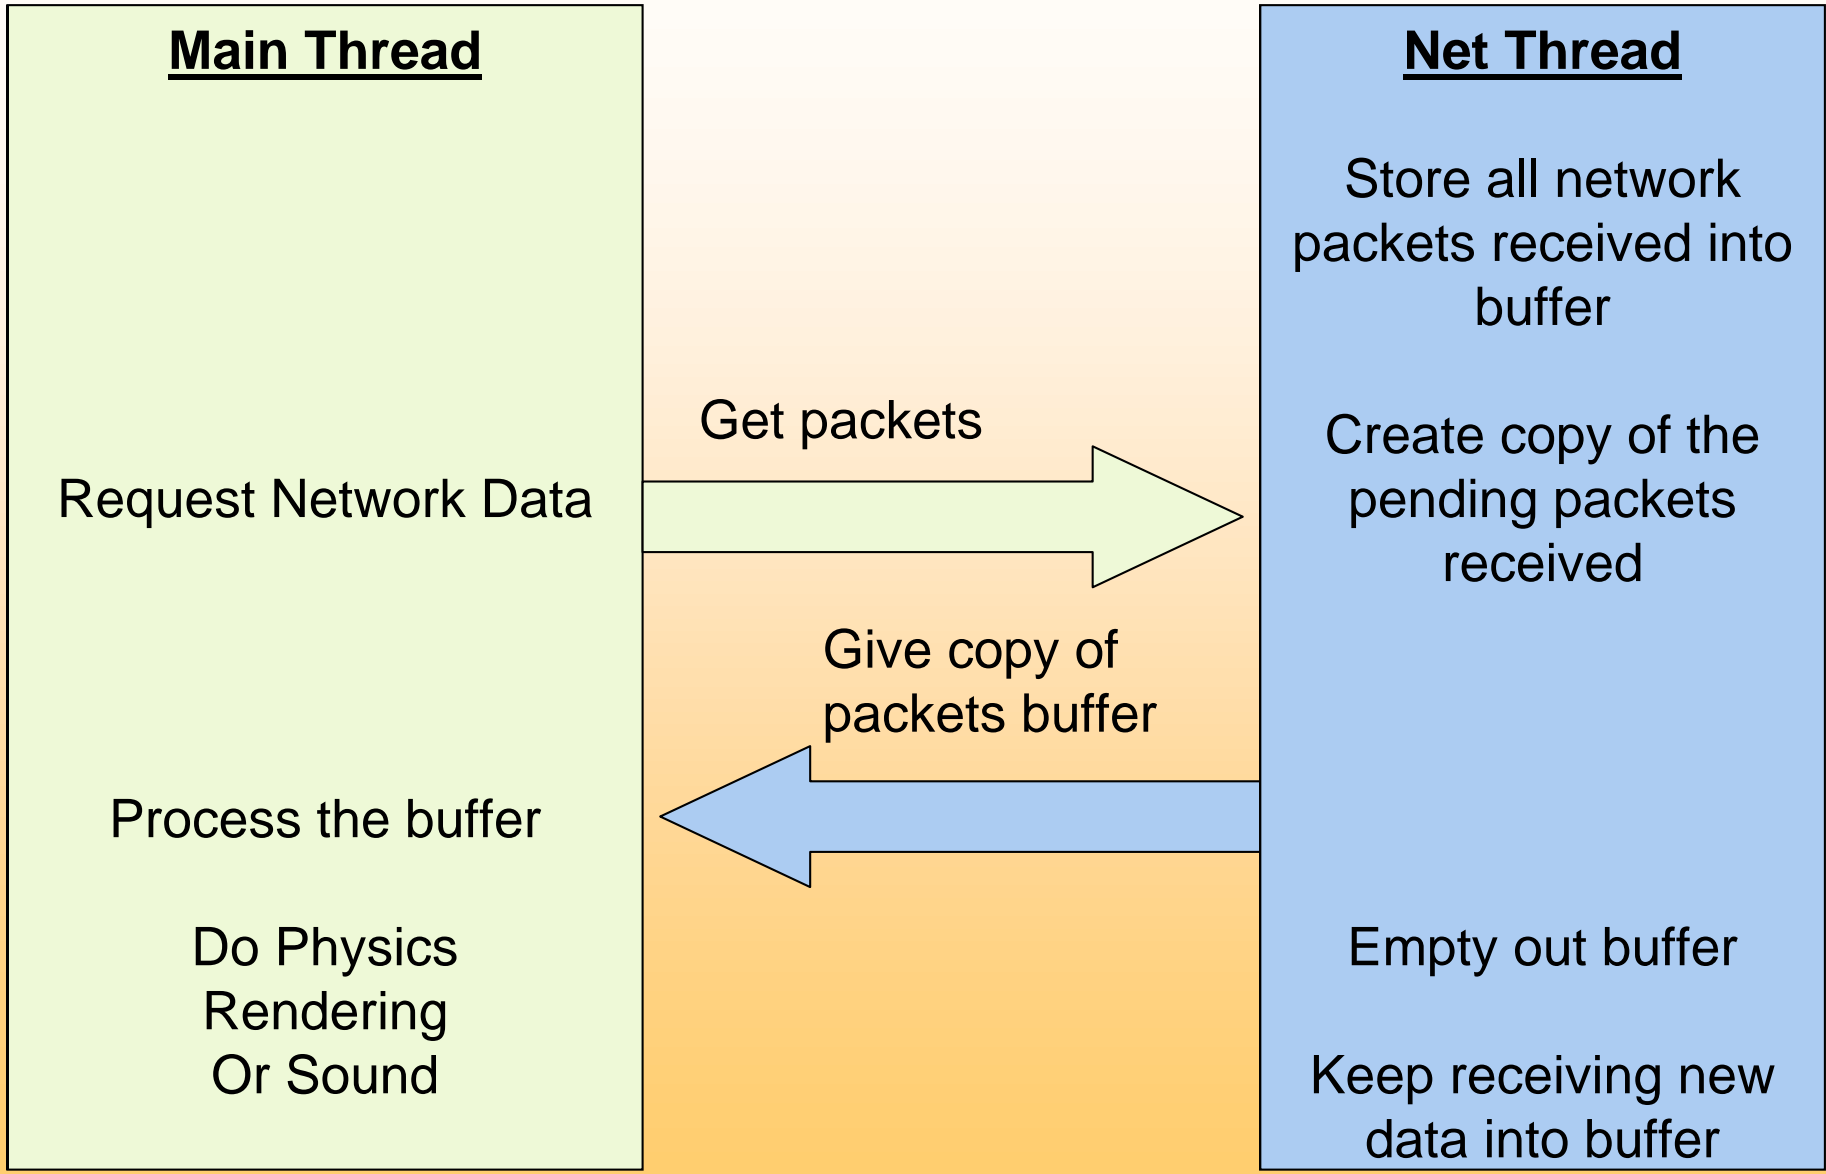 Main Thread
Request Network Data
Process the buffer
Do Physics
Rendering
Or Sound
Get packets
Give copy of
packets buffer
Net Thread
Store all network
packets received into
buffer
Create copy of the
pending packets
received
Empty out buffer
Keep receiving new
data into buffer